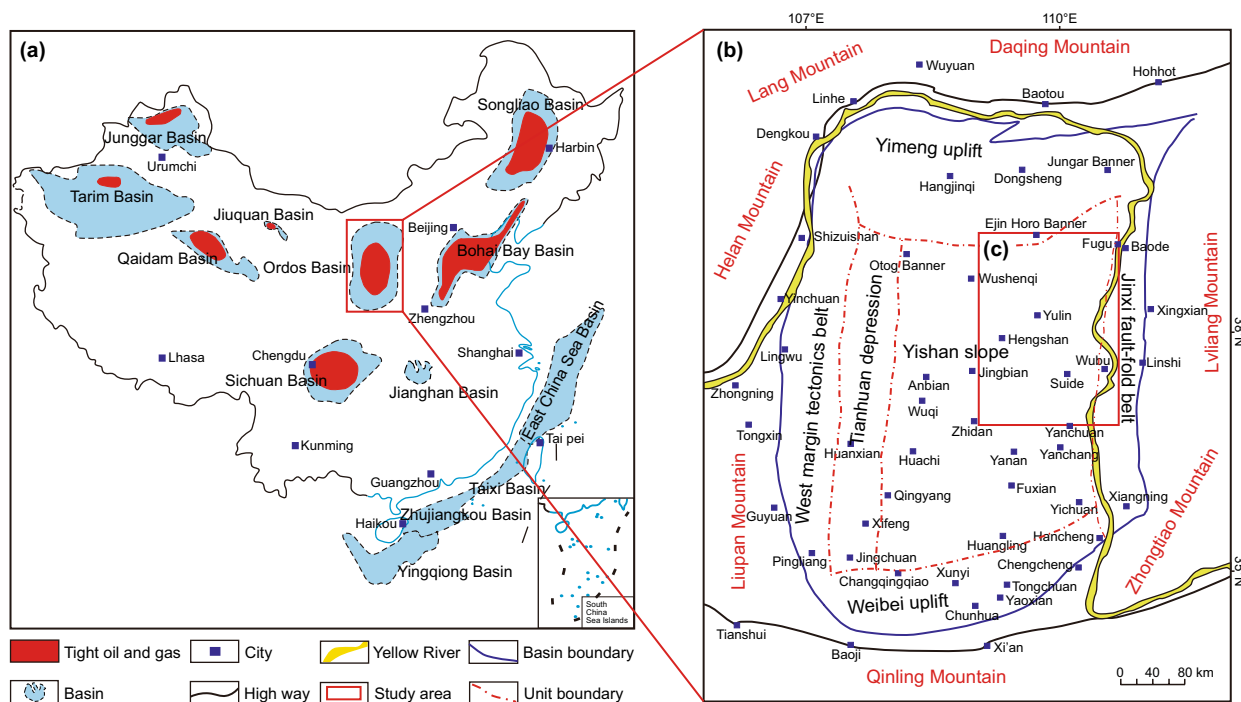 (a)
Songliao Basin
Harbin
Junggar Basin
Urumchi
Tarim Basin
Jiuquan Basin
Qaidam Basin
Ordos Basin
Beijing
Bohai Bay Basin
Zhengzhou
Lhasa
Chengdu
Sichuan Basin
Shanghai
Jianghan Basin
East China Sea Basin
Kunming
Tai pei
Guangzhou
Taixi Basin
Zhujiangkou Basin
Haikou
Yingqiong Basin
South
China
Sea Islands
Tight oil and gas
City
Yellow River
Basin boundary
Basin
High way
Study area
Unit boundary
107°E
110°E
(b)
Daqing Mountain
Lang Mountain
Wuyuan
Hohhot
Linhe
Baotou
Dengkou
Yimeng uplift
Jungar Banner
Hangjinqi
Dongsheng
Helan Mountain
Ejin Horo Banner
Shizuishan
(c)
Fugu
Baode
Otog Banner
Wushenqi
Yinchuan
Jinxi fault-fold belt
Xingxian
Lvliang Mountain
Yulin
38°N
Hengshan
Lingwu
Yishan slope
Wubu
Linshi
West margin tectonics belt
Tianhuan depression
Zhongning
Anbian
Jingbian
Suide
Wuqi
Tongxin
Zhidan
Yanchuan
Huanxian
Huachi
Yanan
Yanchang
Fuxian
Qingyang
Yichuan
Xiangning
Guyuan
Liupan Mountain
Xifeng
Huangling
Hancheng
Zhongtiao Mountain
Pingliang
Jingchuan
Chengcheng
35°N
Changqingqiao
Xunyi
Tongchuan
Weibei uplift
Yaoxian
Chunhua
Tianshui
Baoji
Xi'an
Qinling Mountain
0 40 80 km